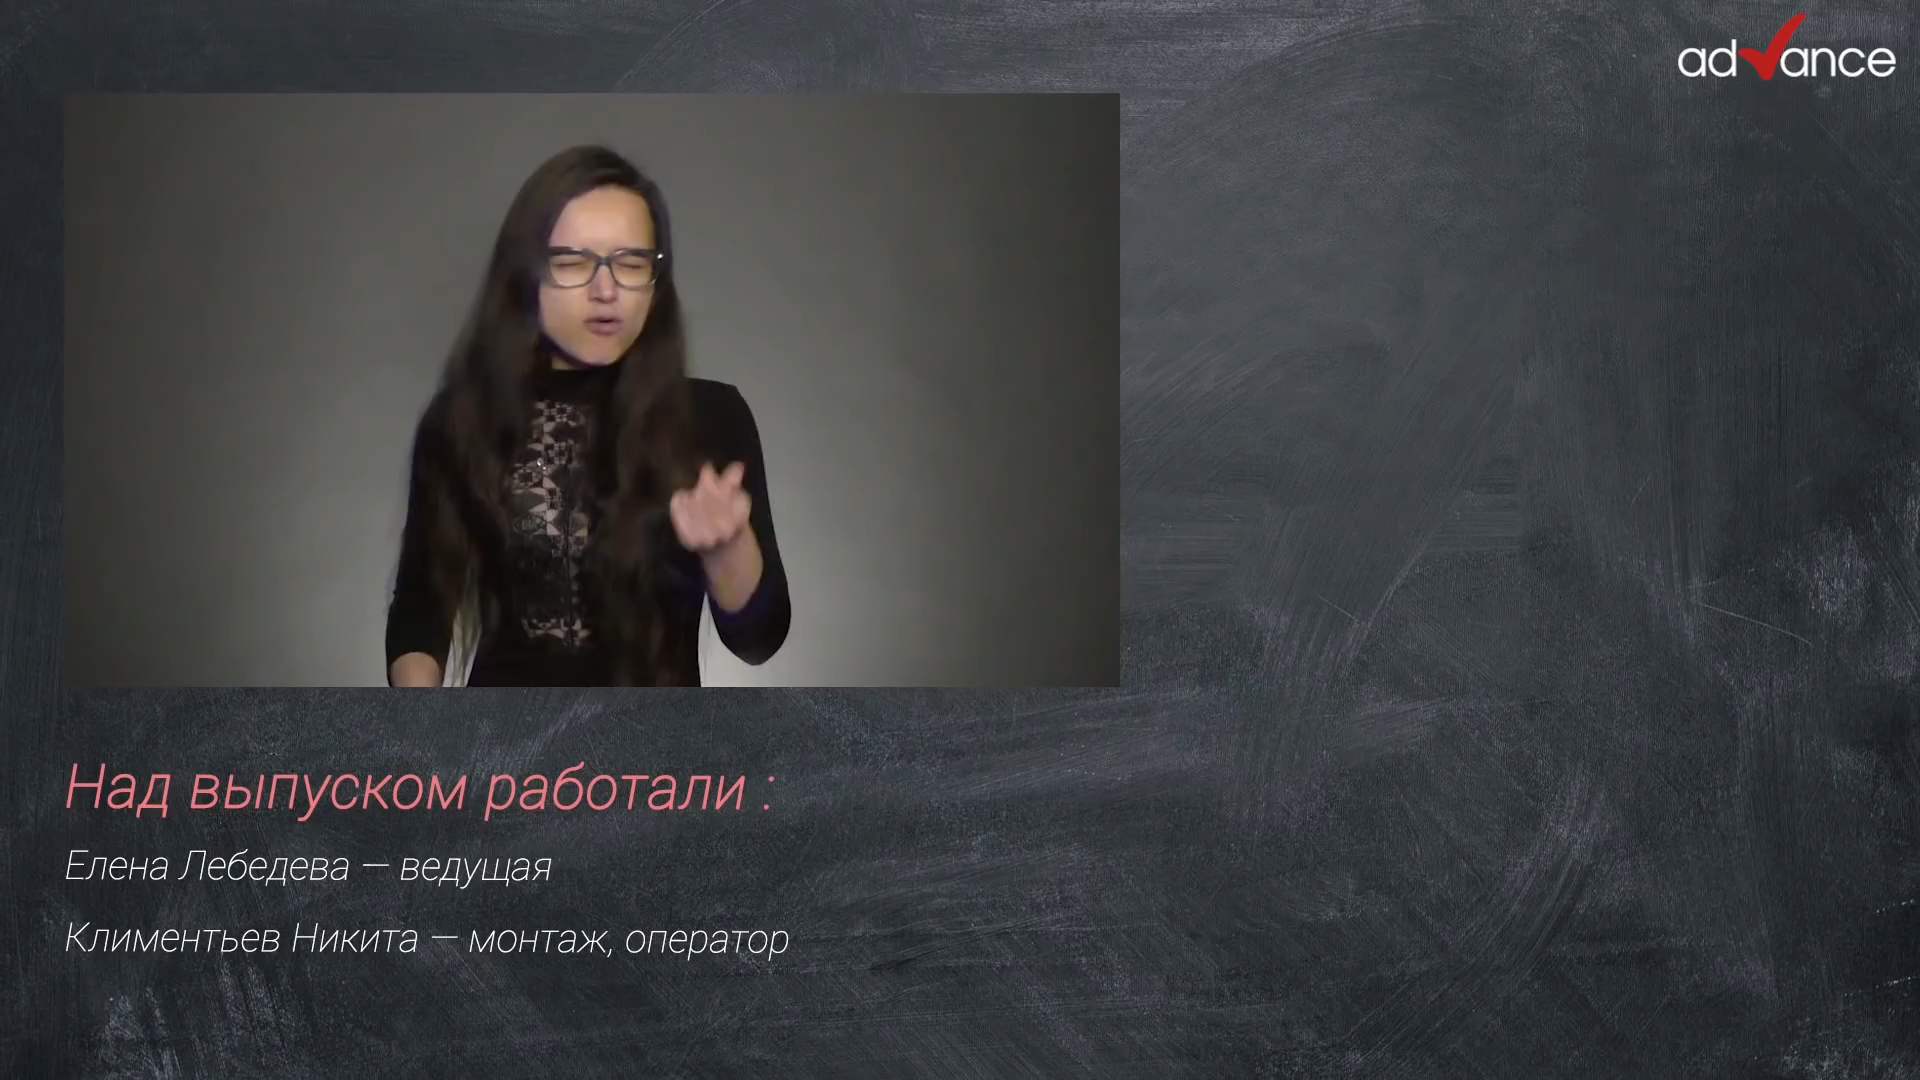 advance
Над выпуском работали :
Елена Лебедева — ведущая
Климентьев Никита — монтаж, оператор